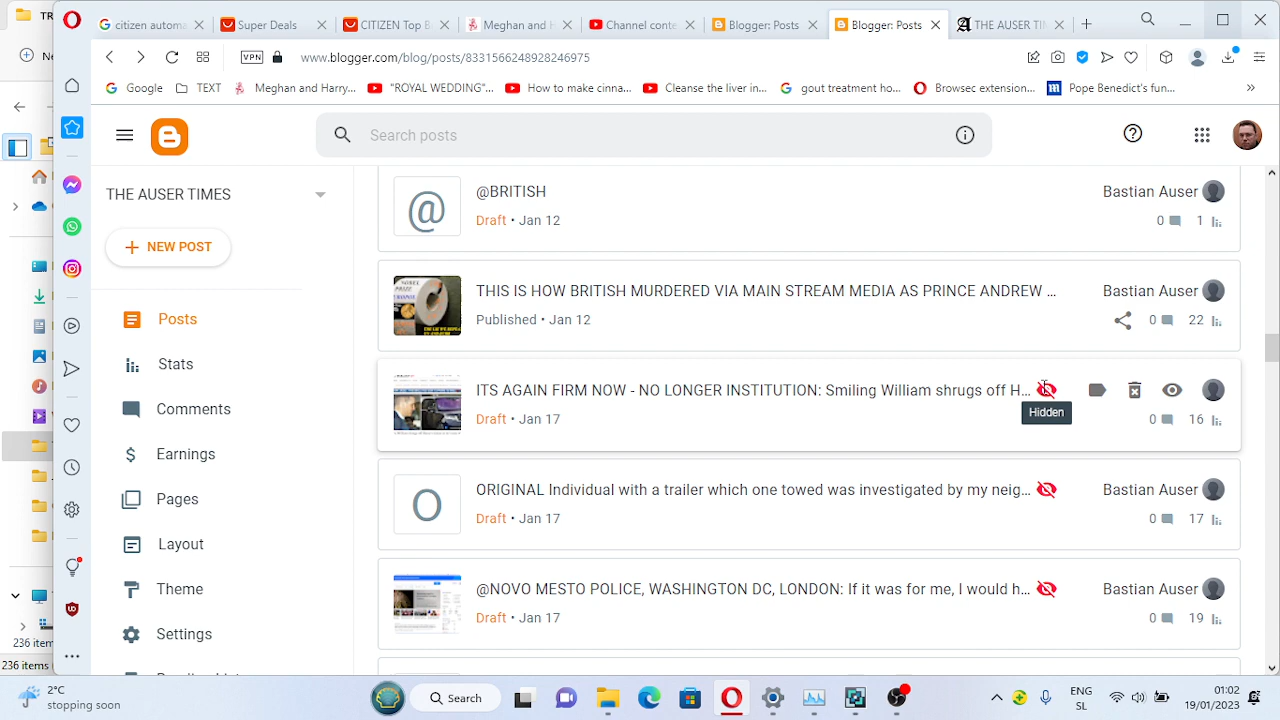 TR
citizen automa
Super Deals
CITIZEN Top B
Meghan and H
Channel conte
Blogger: Posts
Blogger: Posts
THE AUSER TIM
Ne
VPN
www.blogger.com/blog/posts/8331566248928246975
Google
TEXT
Meghan and Harry...
"ROYAL WEDDING"...
How to make cinna...
Cleanse the liver in...
gout treatment ho...
Browsec extension...
Pope Benedict's fun...
Search posts
THE AUSER TIMES
NEW POST
Posts
Stats
Comments
Earnings
Pages
Layout
Theme
Settings
@BRITISH
Bastian Auser
Draft • Jan 12
0
1
THIS IS HOW BRITISH MURDERED VIA MAIN STREAM MEDIA AS PRINCE ANDREW ...
Bastian Auser
Published • Jan 12
0
22
ITS AGAIN FIRM NOW - NO LONGER INSTITUTION: Smiling William shrugs off H...
Hidden
Draft • Jan 17
0
16
O
ORIGINAL Individual with a trailer which one towed was investigated by my neig...
Bastian Auser
Draft • Jan 17
0
17
@NOVO MESTO POLICE, WASHINGTON DC, LONDON: If it was for me, I would h...
Bastian Auser
Draft • Jan 17
0
19
236 item
236 items
2°C
stopping soon
Search
ENG
SL
01:02
19/01/2023